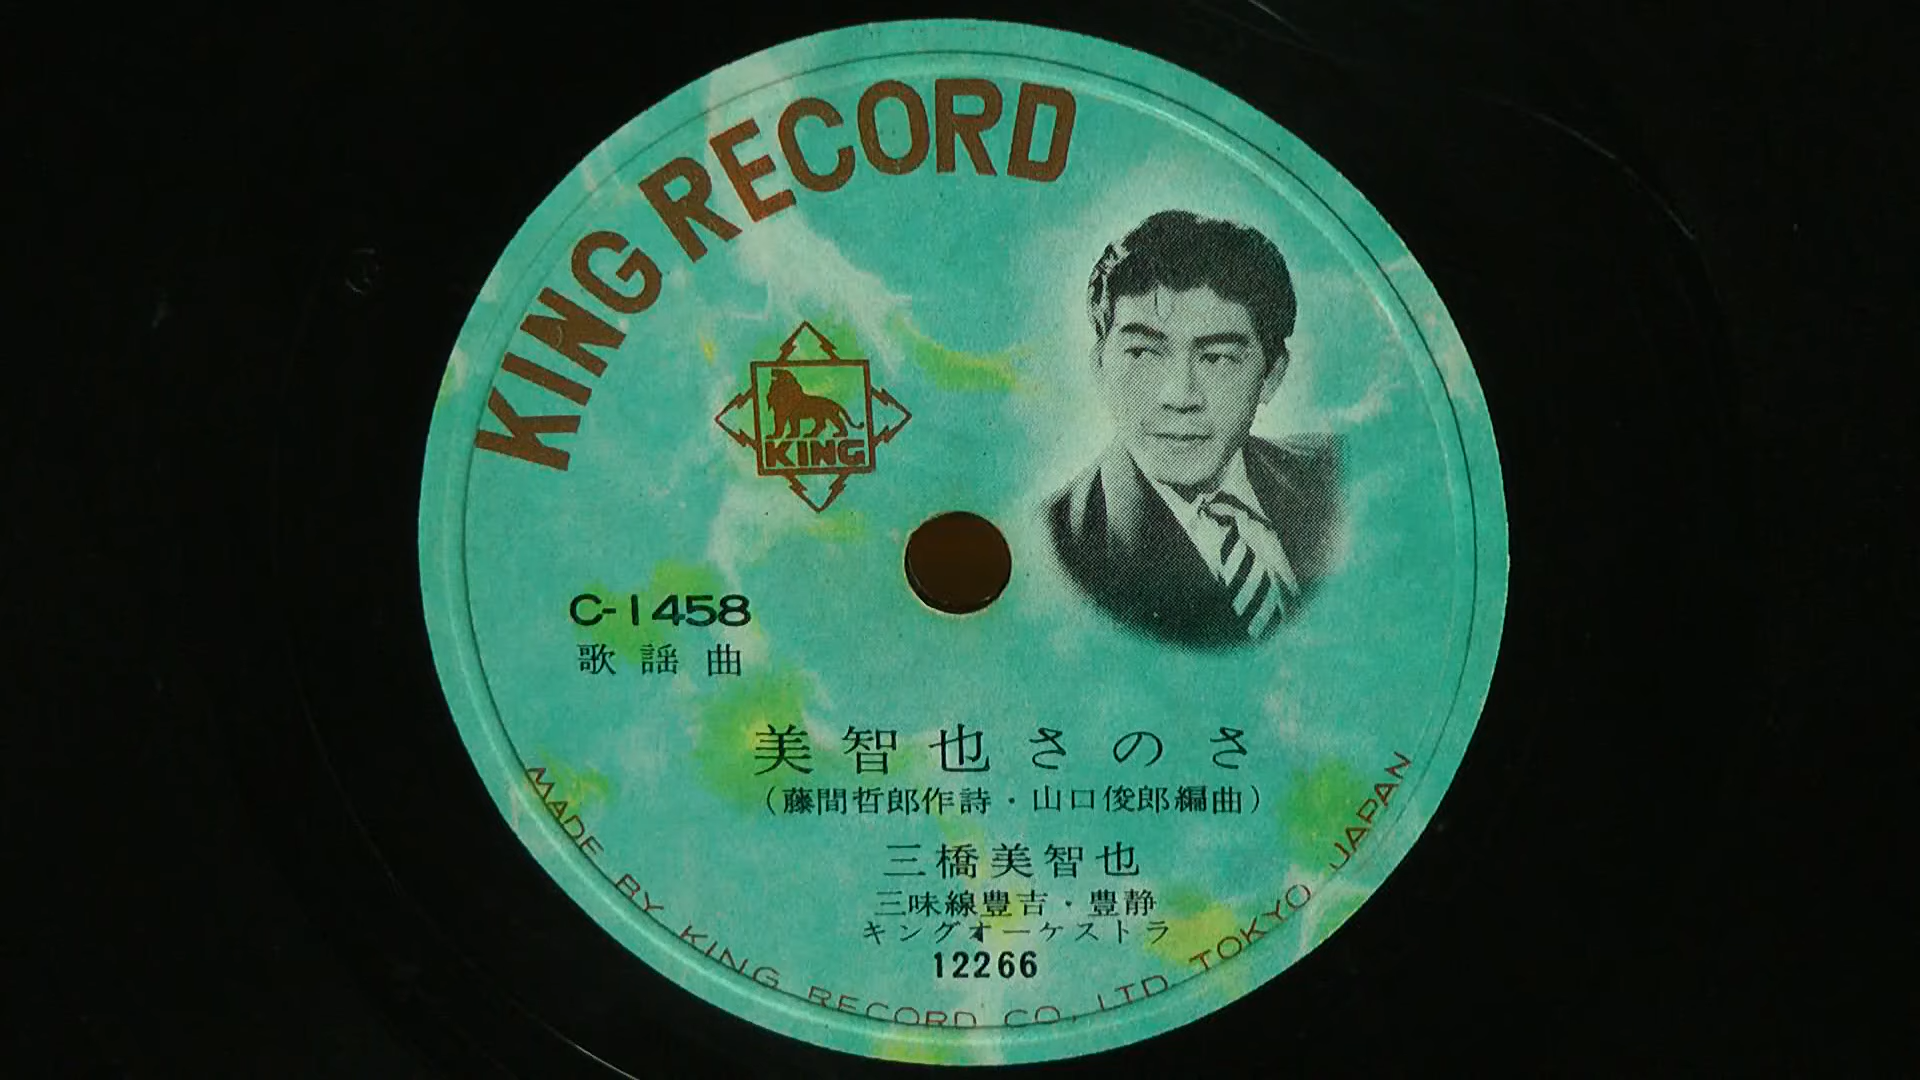 KING RECORD
KING
C-1458
歌謡曲
美智也さのさ
（藤間哲郎作詩・山口俊郎編曲）
三橋美智也
三味線豊吉・豊静
キングオーケストラ
12266
MADE BY KING RECORD CO., LTD. TOKYO JAPAN